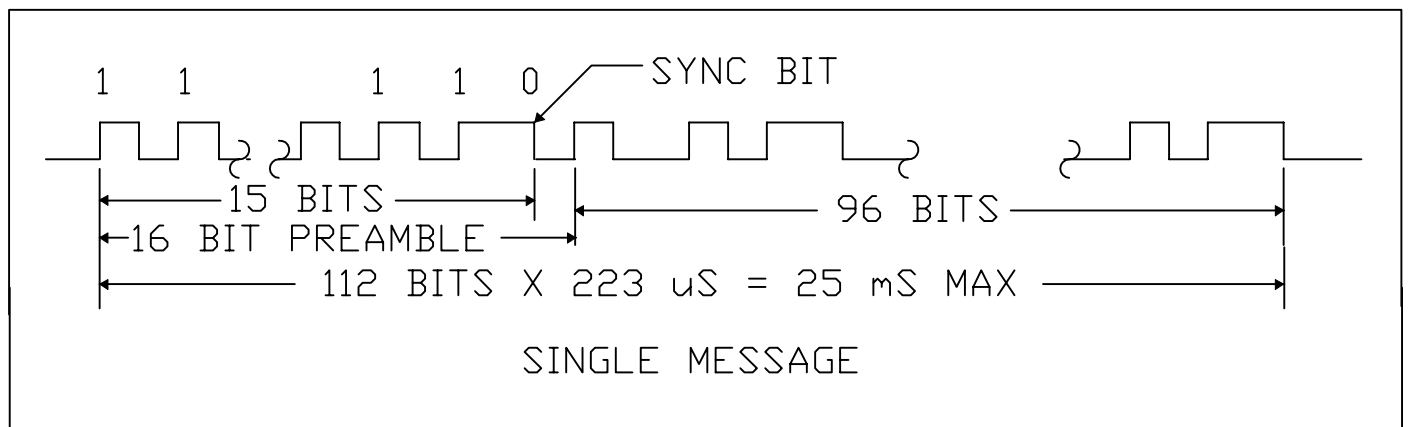 1 1 1 1 0 SYNC BIT
15 BITS
96 BITS
16 BIT PREAMBLE
112 BITS X 223 uS = 25 mS MAX
SINGLE MESSAGE